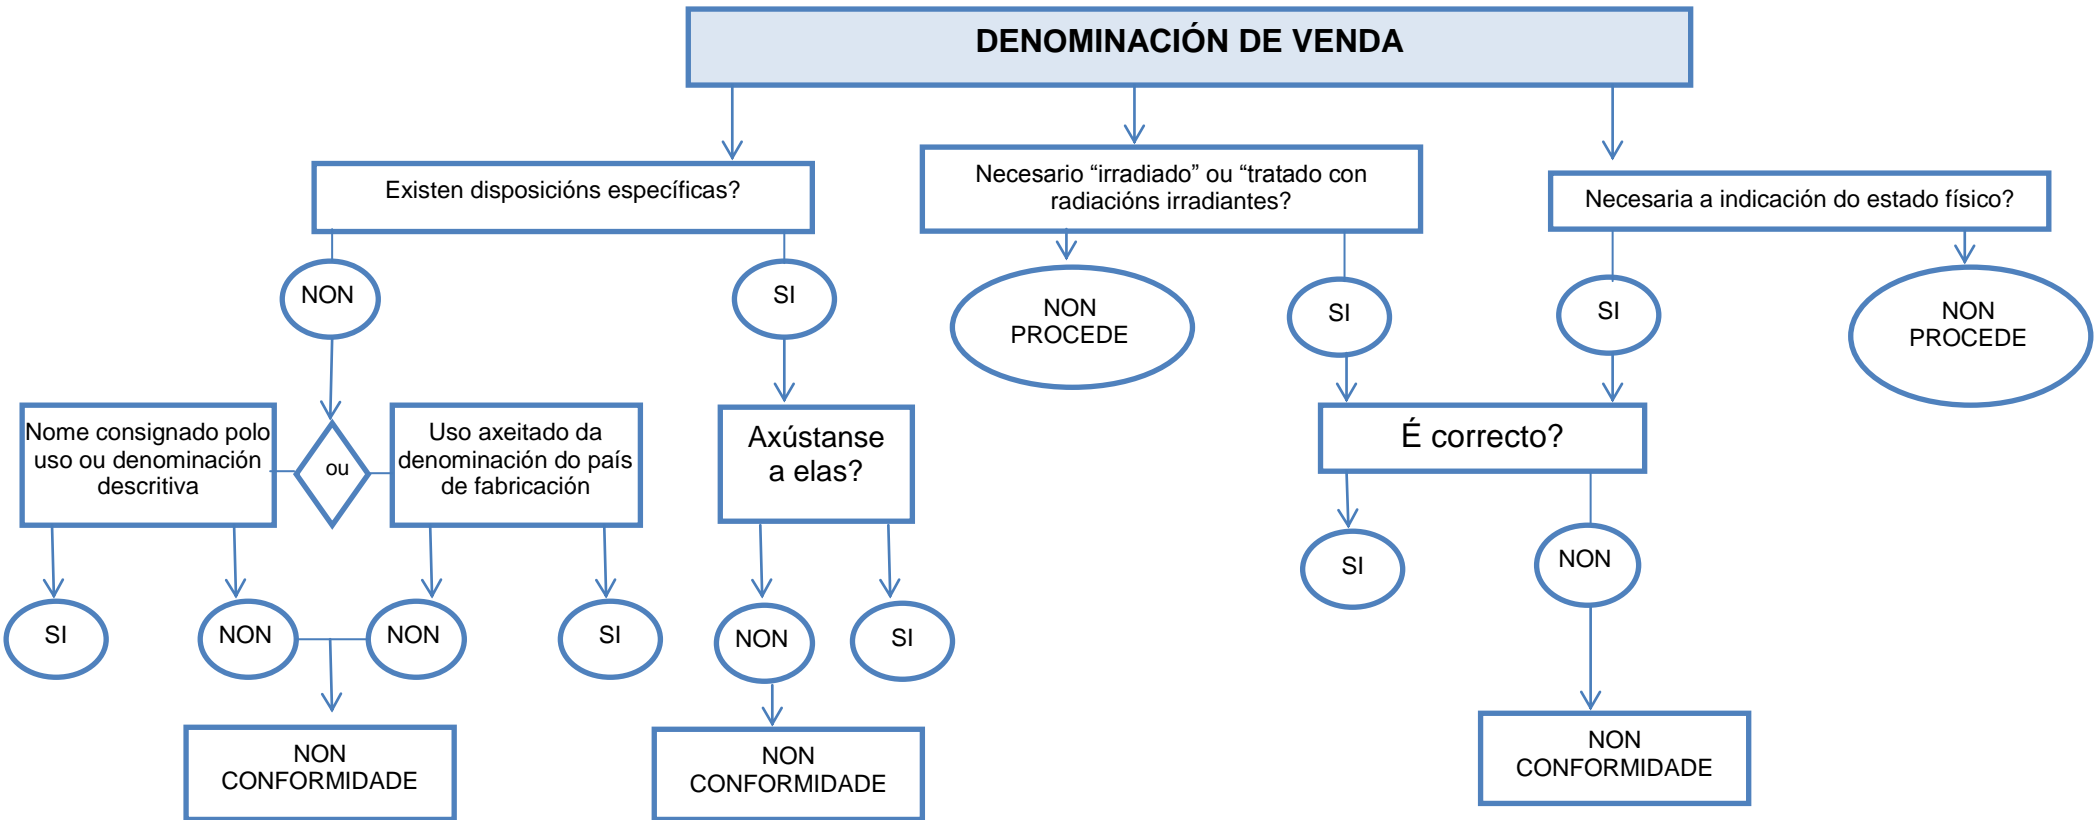 DENOMINACIÓN DE VENDA
Existen disposicións específicas?
Necesario “irradiado” ou “tratado con
radiacións irradiantes?
Necesaria a indicación do estado físico?
NON
SI
NON
PROCEDE
SI
SI
NON
PROCEDE
Nome consignado polo
uso ou denominación
descritiva
ou
Uso axeitado da
denominación do país
de fabricación
Axústanse
a elas?
É correcto?
SI
NON
NON
SI
NON
SI
SI
NON
NON
CONFORMIDADE
NON
CONFORMIDADE
NON
CONFORMIDADE